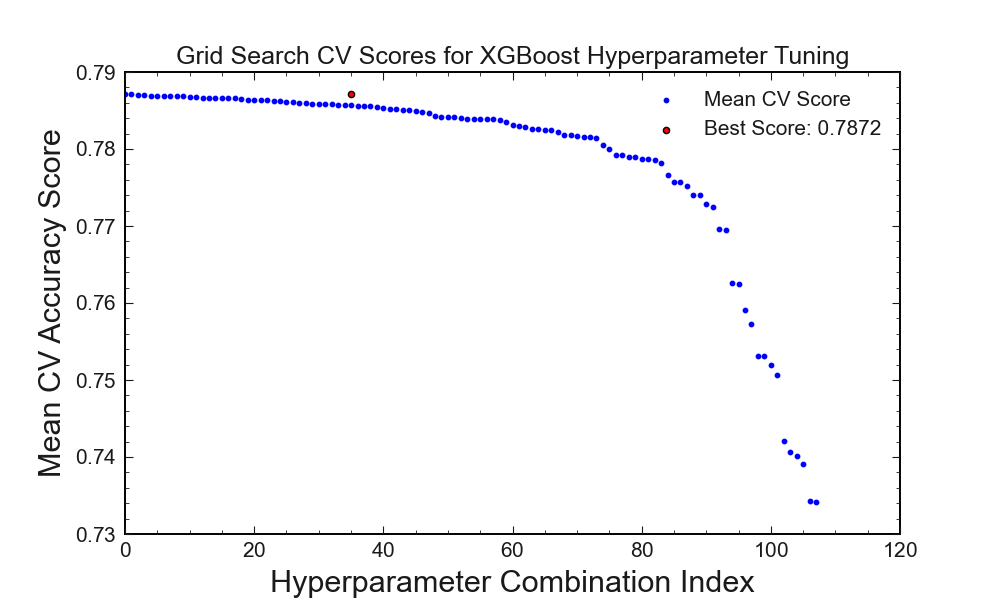 Grid Search CV Scores for XGBoost Hyperparameter Tuning
0.79
0.78
0.77
0.76
0.75
0.74
0.73
Mean CV Accuracy Score
Mean CV Score
Best Score: 0.7872
0 20 40 60 80 100 120
Hyperparameter Combination Index